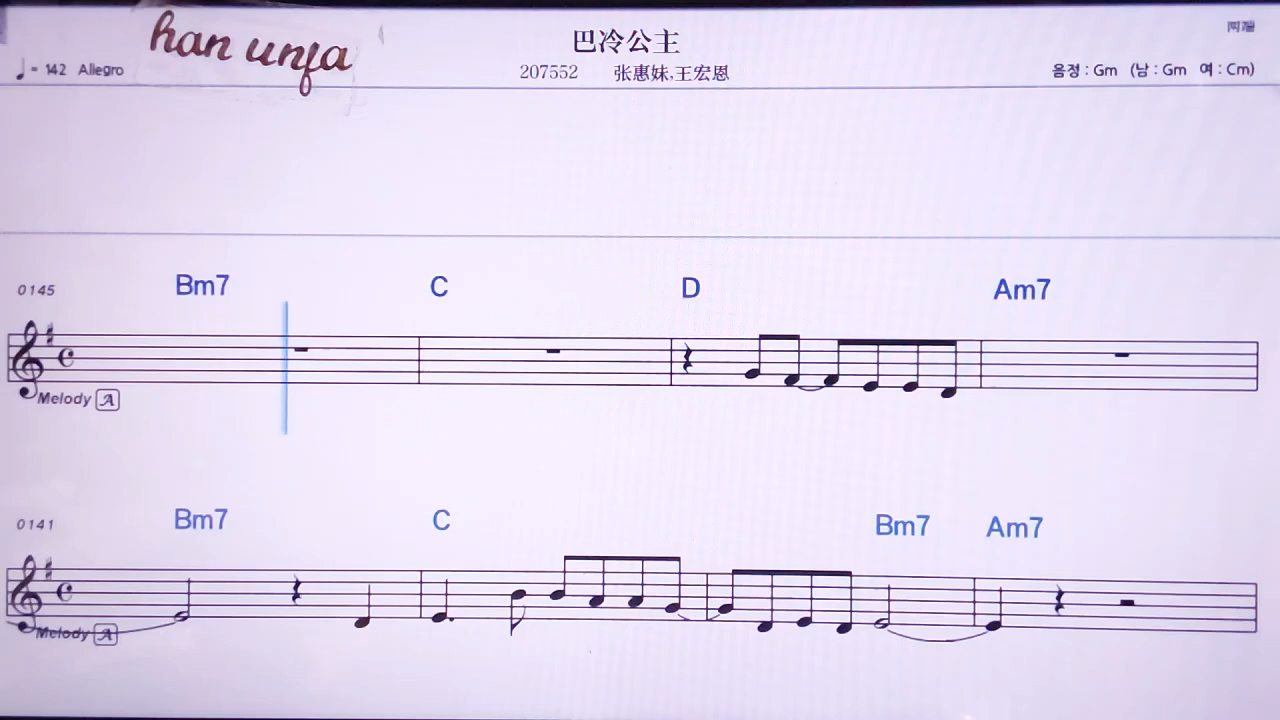 han unja
巴冷公主
♩= 142 Allegro
207552 张惠妹,王宏恩
음정 : Gm (남 : Gm 여 : Cm)
0145 Bm7 C D Am7
Melody A
0141 Bm7 C Bm7 Am7
Melody A